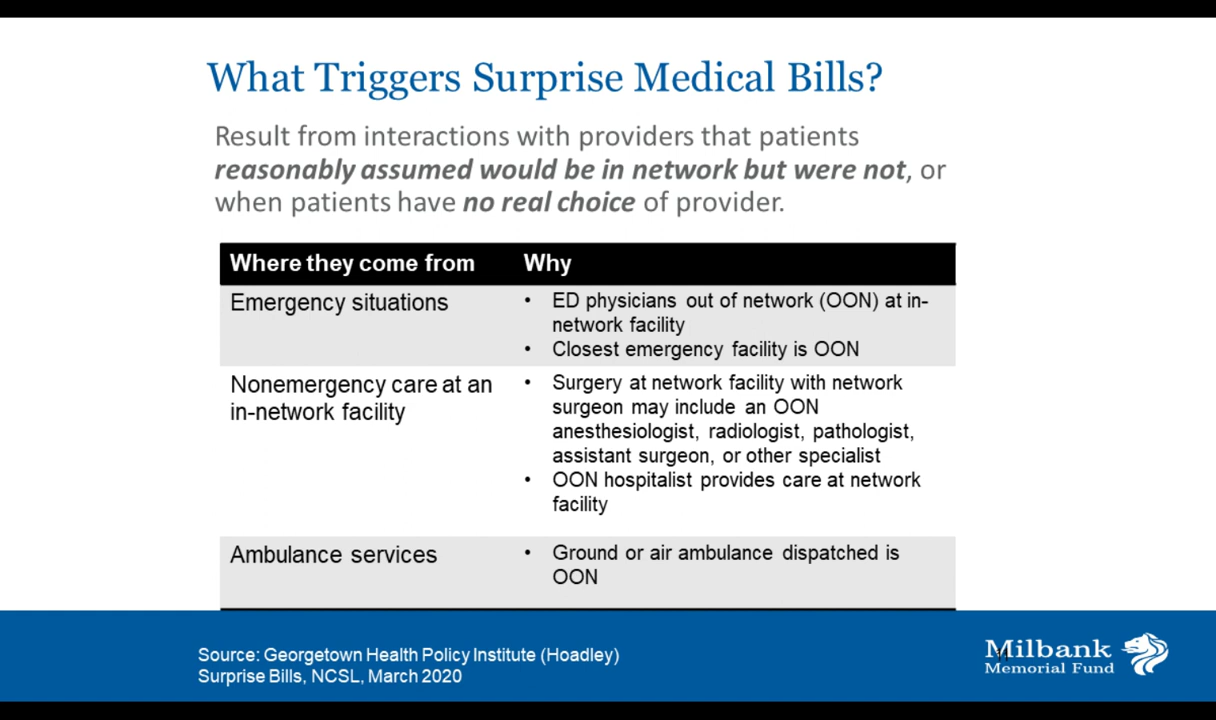 What Triggers Surprise Medical Bills?
Result from interactions with providers that patients
reasonably assumed would be in network but were not, or
when patients have no real choice of provider.
Where they come from
Why
Emergency situations
• ED physicians out of network (OON) at in-
network facility
• Closest emergency facility is OON
Nonemergency care at an
in-network facility
• Surgery at network facility with network
surgeon may include an OON
anesthesiologist, radiologist, pathologist,
assistant surgeon, or other specialist
• OON hospitalist provides care at network
facility
Ambulance services
• Ground or air ambulance dispatched is
OON
Source: Georgetown Health Policy Institute (Hoadley)
Surprise Bills, NCSL, March 2020
Milbank
Memorial Fund